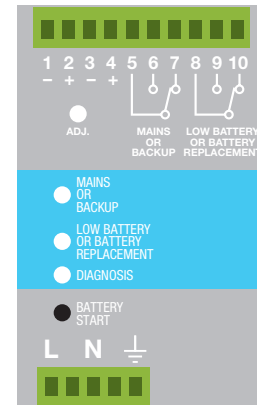 1 2 3 4 5 6 7 8 9 10
− + − +
ADJ.
MAINS
OR
BACKUP
LOW BATTERY
OR BATTERY
REPLACEMENT
MAINS
OR
BACKUP
LOW BATTERY
OR BATTERY
REPLACEMENT
DIAGNOSIS
BATTERY
START
L N